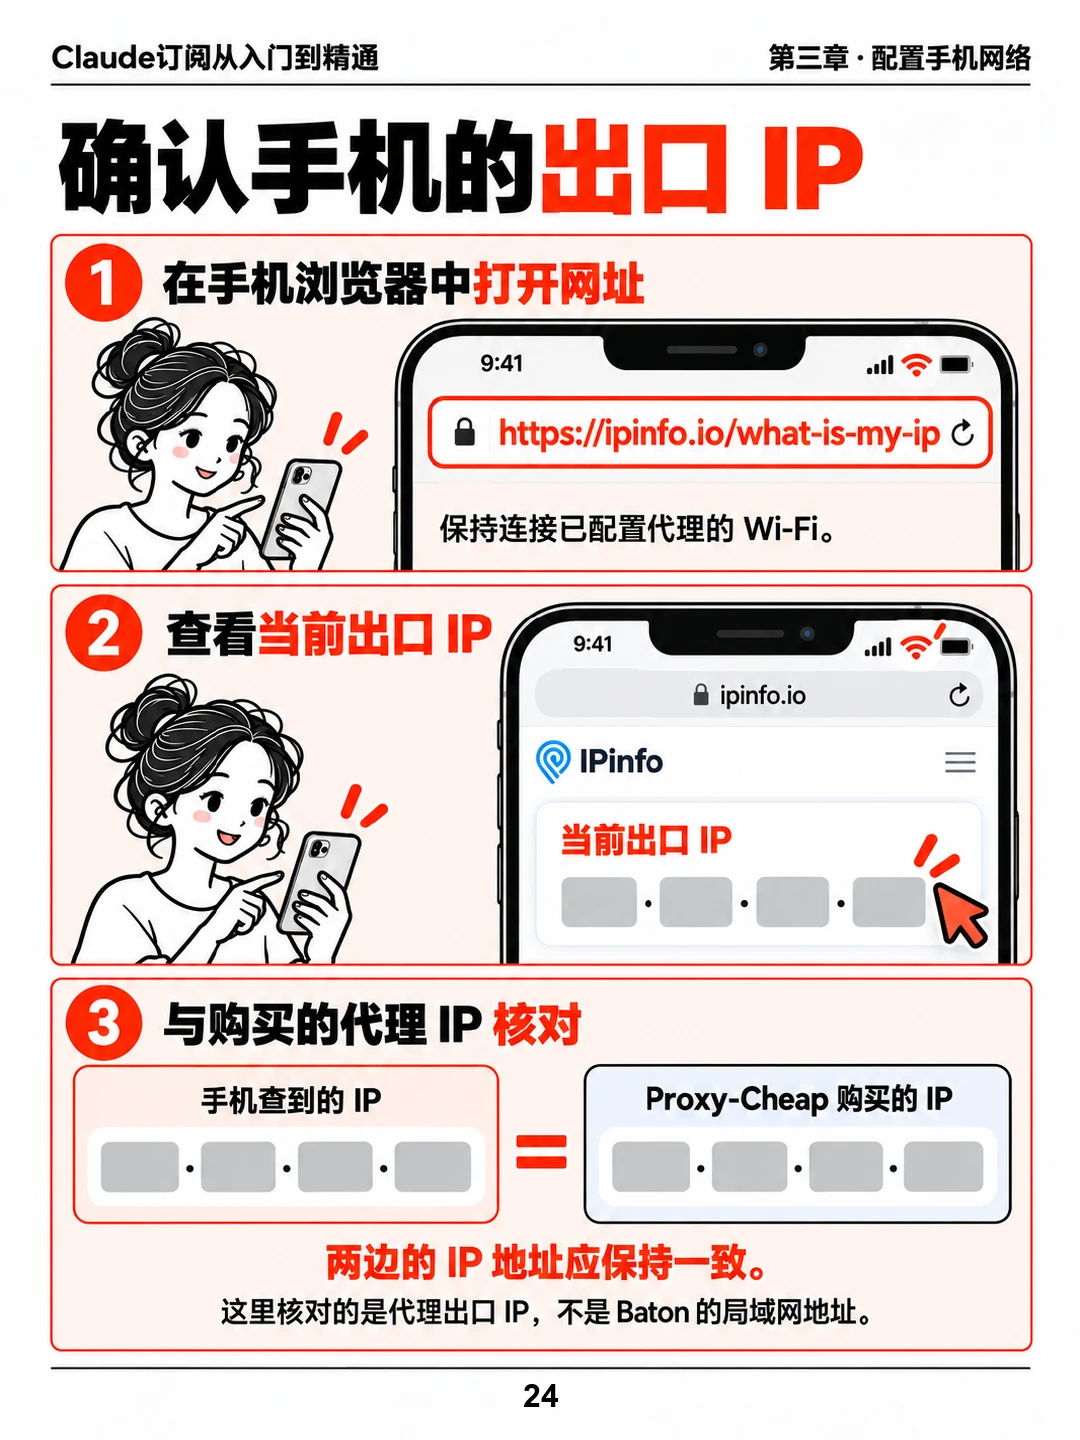 Claude订阅从入门到精通
第三章 · 配置手机网络
确认手机的出口 IP
1 在手机浏览器中打开网址
9:41
https://ipinfo.io/what-is-my-ip
保持连接已配置代理的 Wi-Fi。
2 查看当前出口 IP
9:41
ipinfo.io
IPinfo
当前出口 IP
3 与购买的代理 IP 核对
手机查到的 IP
=
Proxy-Cheap 购买的 IP
两边的 IP 地址应保持一致。
这里核对的是代理出口 IP，不是 Baton 的局域网地址。
24